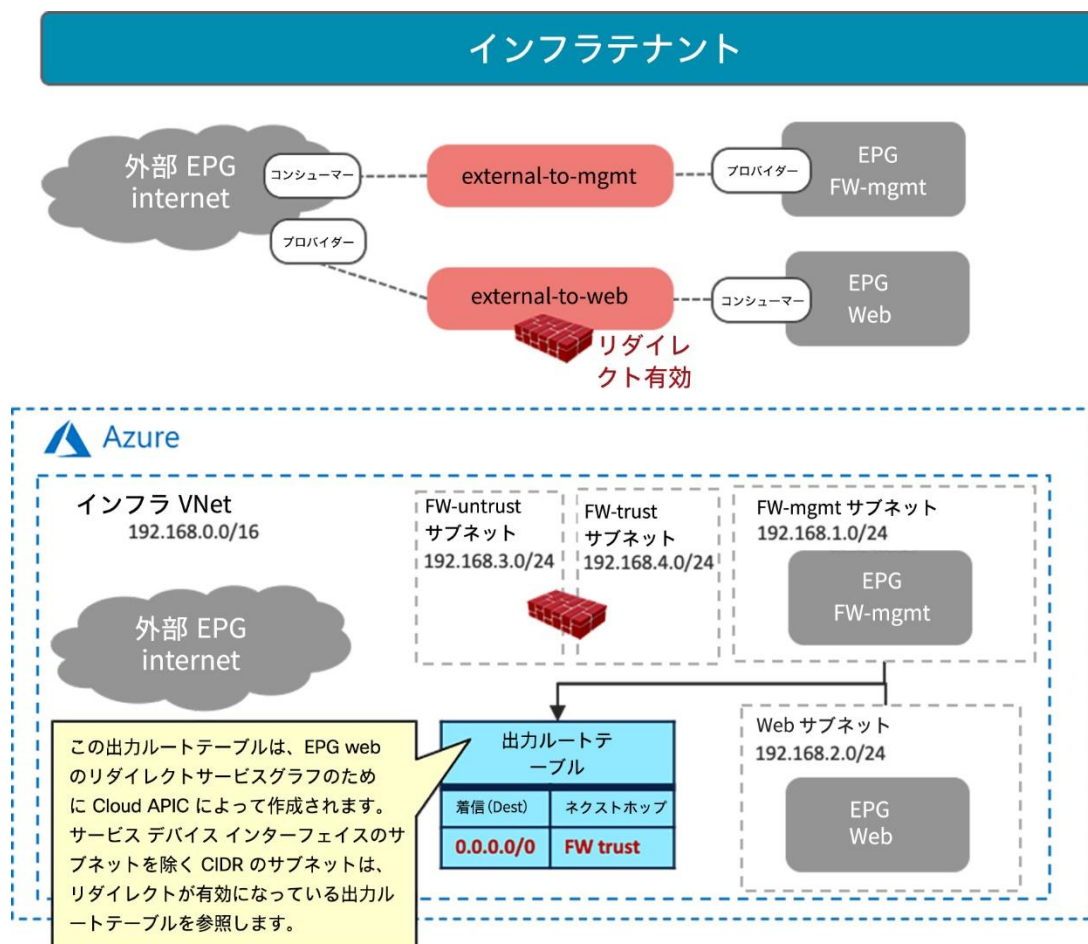 インフラテナント
外部 EPG
internet
コンシューマー
external-to-mgmt
プロバイダー
EPG
FW-mgmt
プロバイダー
external-to-web
コンシューマー
EPG
Web
リダイレ
クト有効
Azure
インフラ VNet
192.168.0.0/16
FW-untrust
サブネット
192.168.3.0/24
FW-trust
サブネット
192.168.4.0/24
FW-mgmt サブネット
192.168.1.0/24
EPG
FW-mgmt
外部 EPG
internet
この出力ルートテーブルは、EPG web
のリダイレクトサービスグラフのため
に Cloud APIC によって作成されます。
サービス デバイス インターフェイスのサ
ブネットを除く CIDR のサブネットは、
リダイレクトが有効になっている出力ル
ートテーブルを参照します。
出力ルートテ
ーブル
着信(Dest)
ネクストホップ
0.0.0.0/0
FW trust
Web サブネット
192.168.2.0/24
EPG
Web